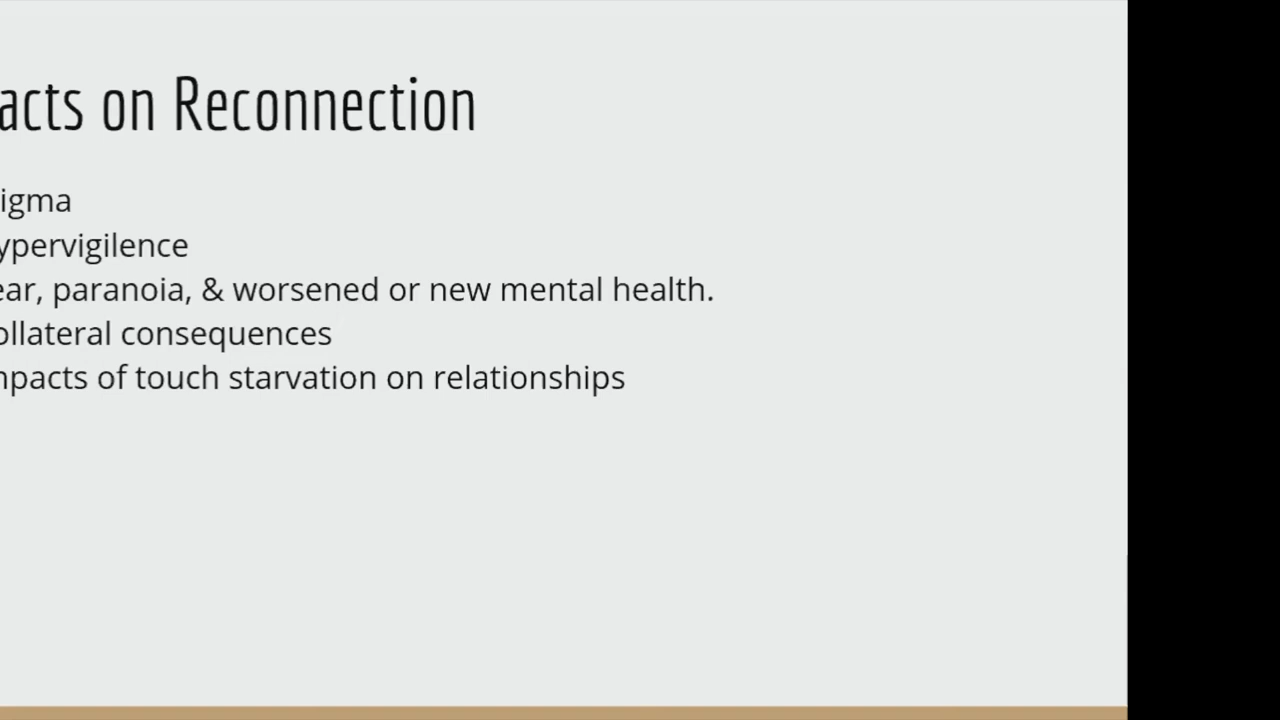 acts on Reconnection
igma
ypervigilence
ear, paranoia, & worsened or new mental health.
ollateral consequences
npacts of touch starvation on relationships